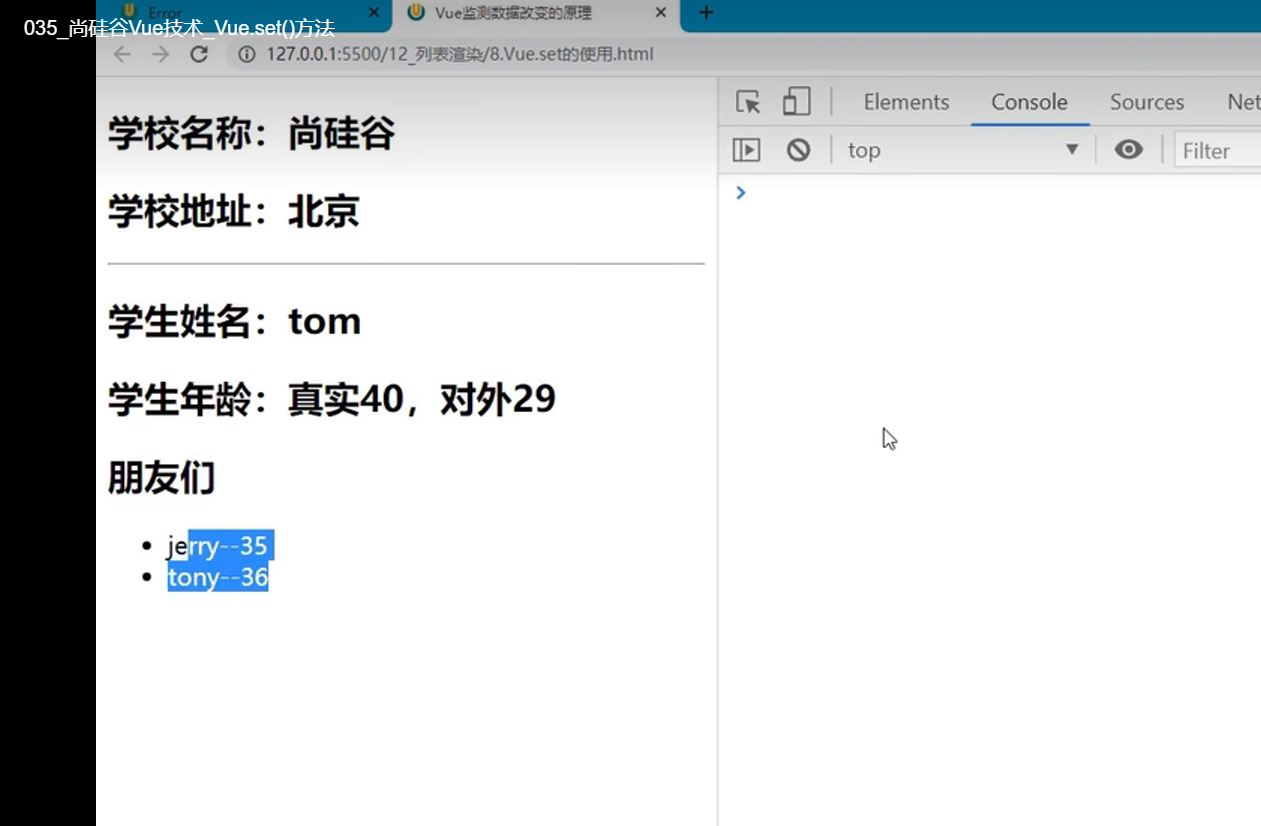 Error
Vue监测数据改变的原理
035_尚硅谷Vue技术_Vue.set()方法
127.0.0.1:5500/12_列表渲染/8.Vue.set的使用.html
Elements Console Sources Net
top Filter
学校名称：尚硅谷
学校地址：北京
学生姓名：tom
学生年龄：真实40，对外29
朋友们
jerry--35
tony--36